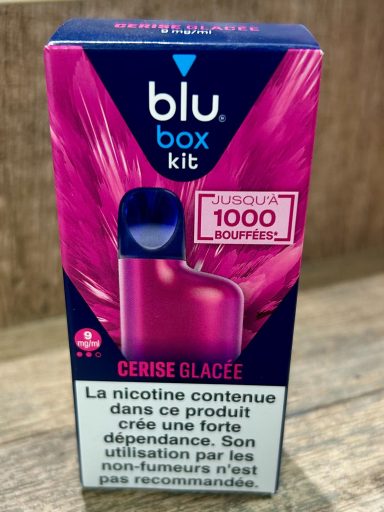 CERISE GLACÉE
9 mg/ml
blu®
box
kit
JUSQU'À
1000
BOUFFÉES*
9
mg/ml
CERISE GLACÉE
La nicotine contenue
dans ce produit
crée une forte
dépendance. Son
utilisation par les
non-fumeurs n'est
pas recommandée.